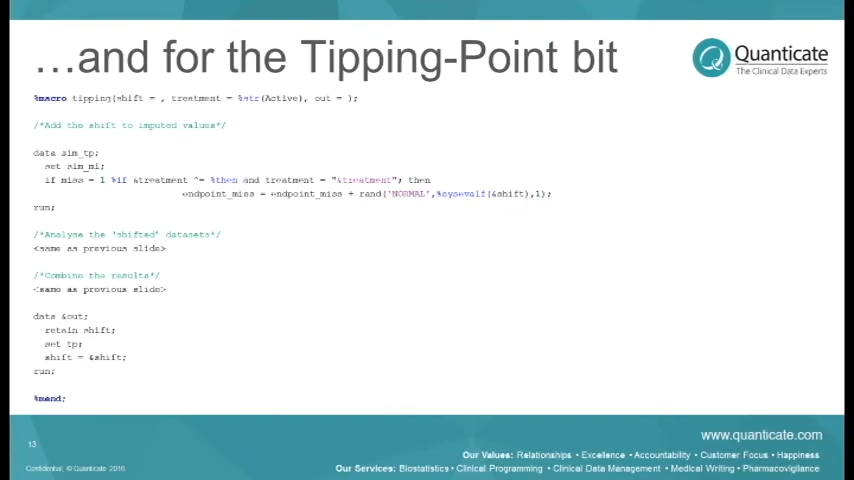 …and for the Tipping-Point bit
Quanticate
The Clinical Data Experts
%macro tipping(shift = , treatment = %str(Active), out = );
/*Add the shift to imputed values*/
data sim_tp;
set sim_mi;
if miss = 1 %if &treatment ^= %then and treatment = "&treatment"; then
endpoint_miss = endpoint_miss + rand('NORMAL',%sysevalf(&shift),1);
run;
/*Analyse the 'shifted' datasets*/
<same as previous slide>
/*Combine the results*/
<same as previous slide>
data &out;
retain shift;
set tp;
shift = &shift;
run;
%mend;
www.quanticate.com
13
Our Values: Relationships • Excellence • Accountability • Customer Focus • Happiness
Confidential, © Quanticate 2016
Our Services: Biostatistics • Clinical Programming • Clinical Data Management • Medical Writing • Pharmacovigilance